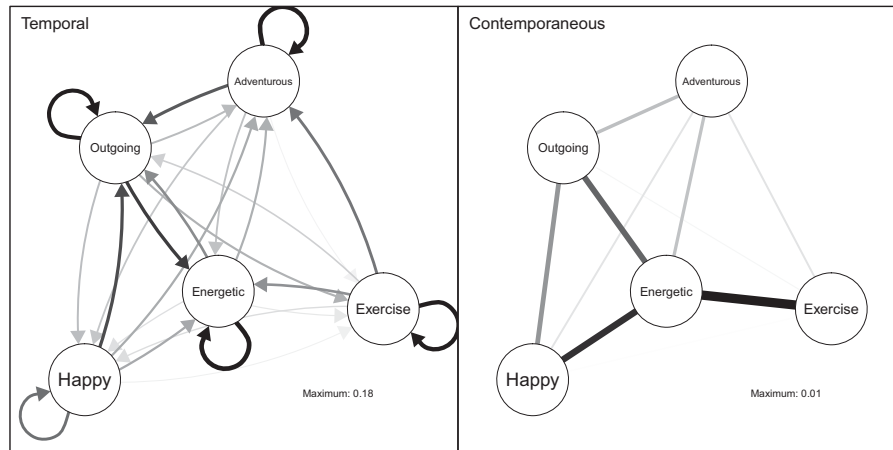 Temporal
Adventurous
Outgoing
Energetic
Exercise
Happy
Maximum: 0.18
Contemporaneous
Adventurous
Outgoing
Energetic
Exercise
Happy
Maximum: 0.01